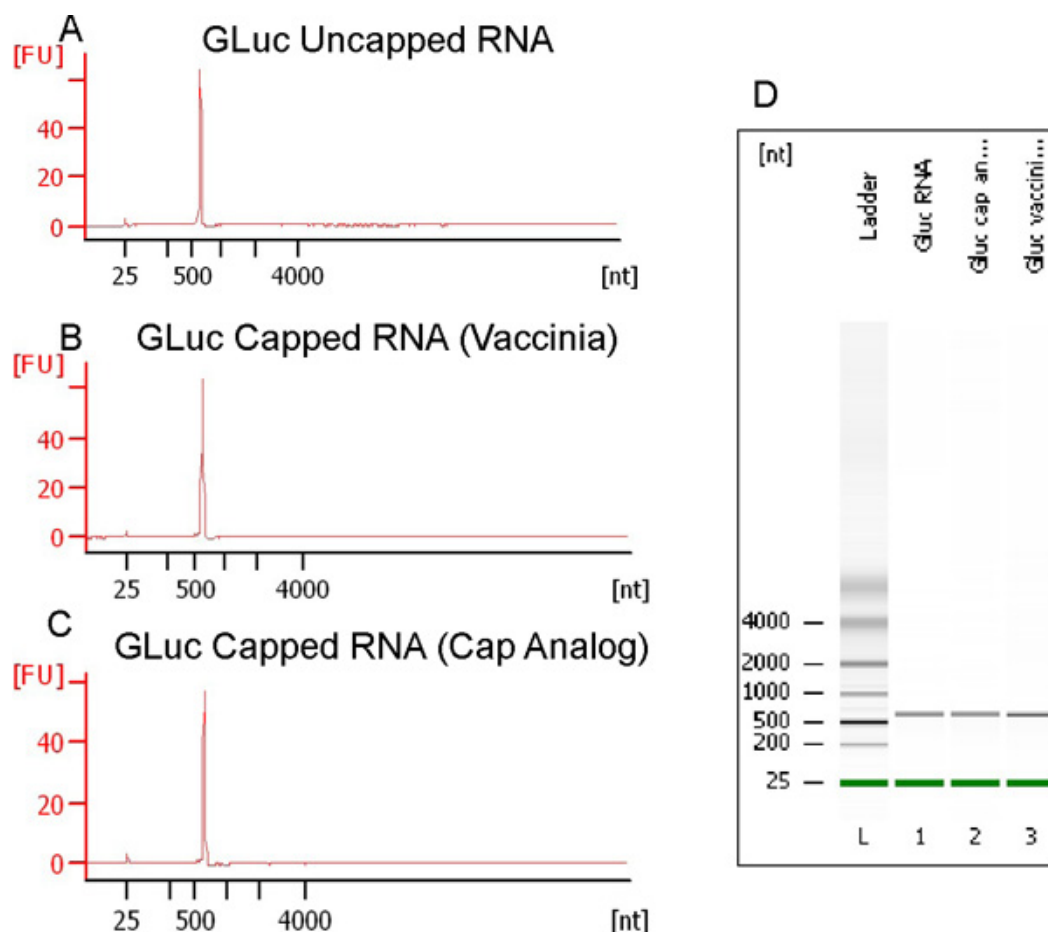 A
GLuc Uncapped RNA
[FU]
40
20
0
25 500 4000 [nt]
B
GLuc Capped RNA (Vaccinia)
[FU]
40
20
0
25 500 4000 [nt]
C
GLuc Capped RNA (Cap Analog)
[FU]
40
20
0
25 500 4000 [nt]
D
[nt]
Ladder
Gluc RNA
Gluc cap an...
Gluc vaccini...
4000
2000
1000
500
200
25
L 1 2 3